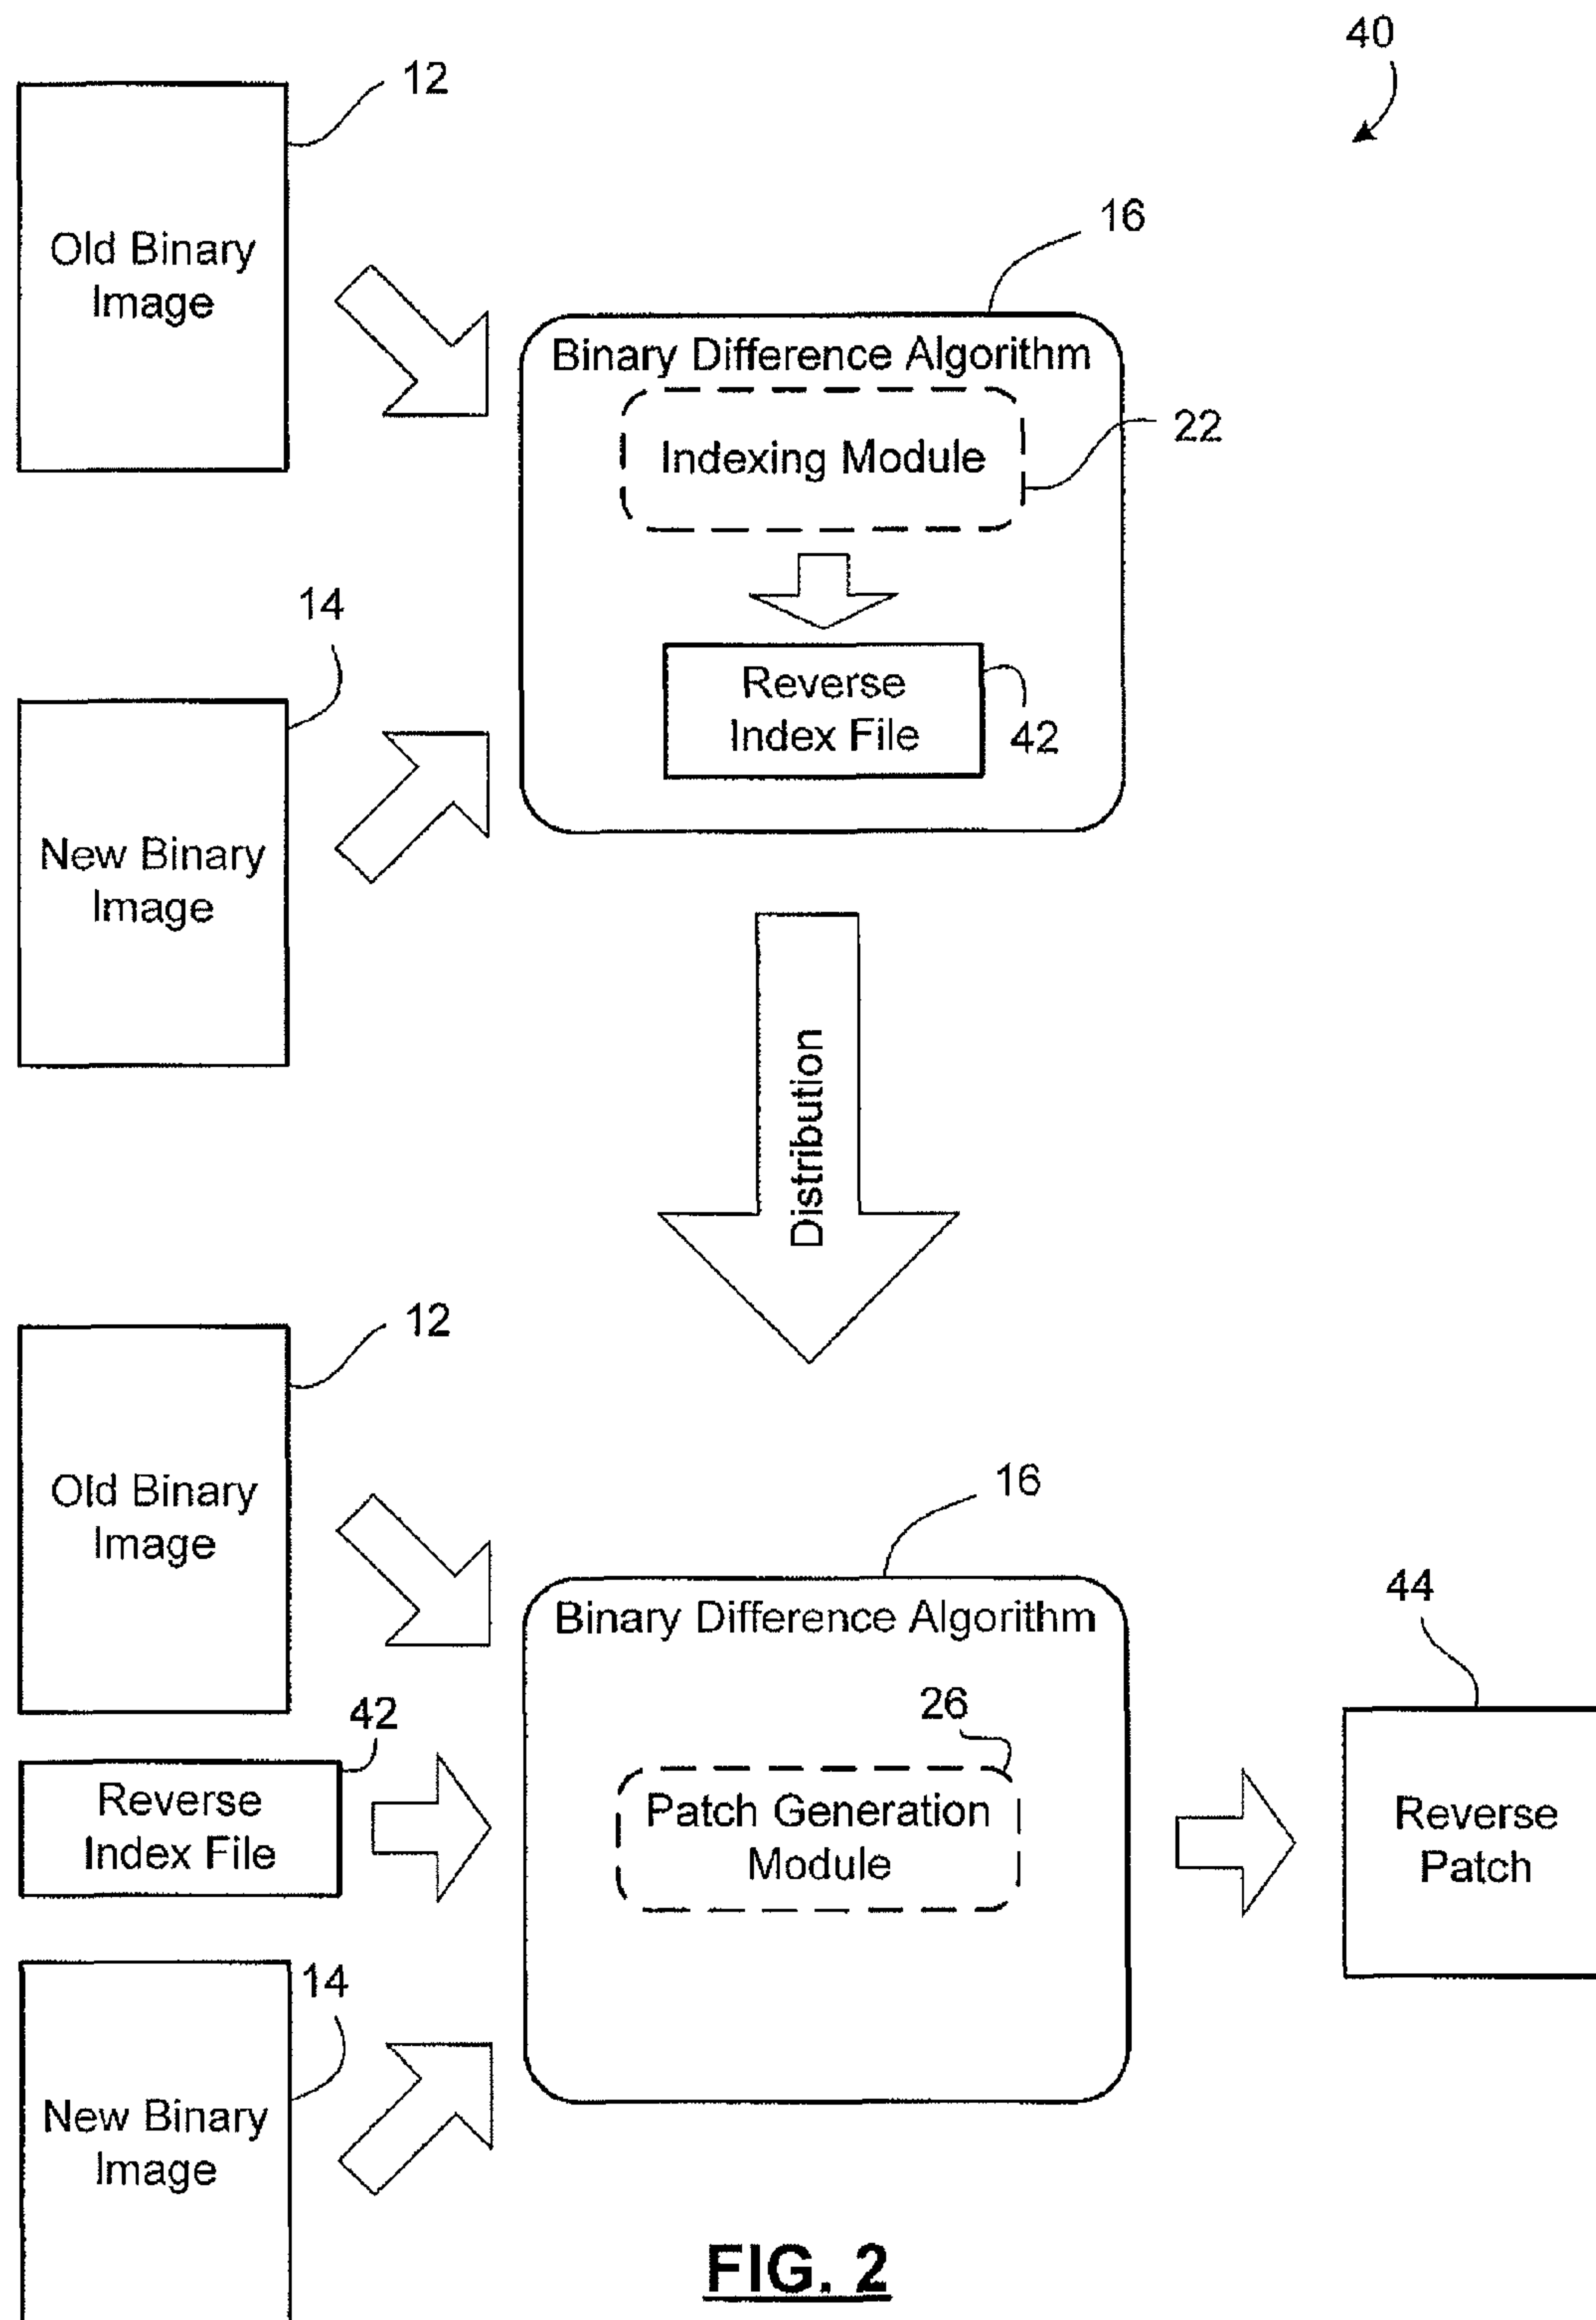 40
12
Old Binary
Image
16
Binary Difference Algorithm
Indexing Module
22
14
Reverse
Index File
42
New Binary
Image
Distribution
12
Old Binary
Image
16
Binary Difference Algorithm
44
42
26
Reverse
Index File
Patch Generation
Module
Reverse
Patch
14
New Binary
Image
FIG. 2